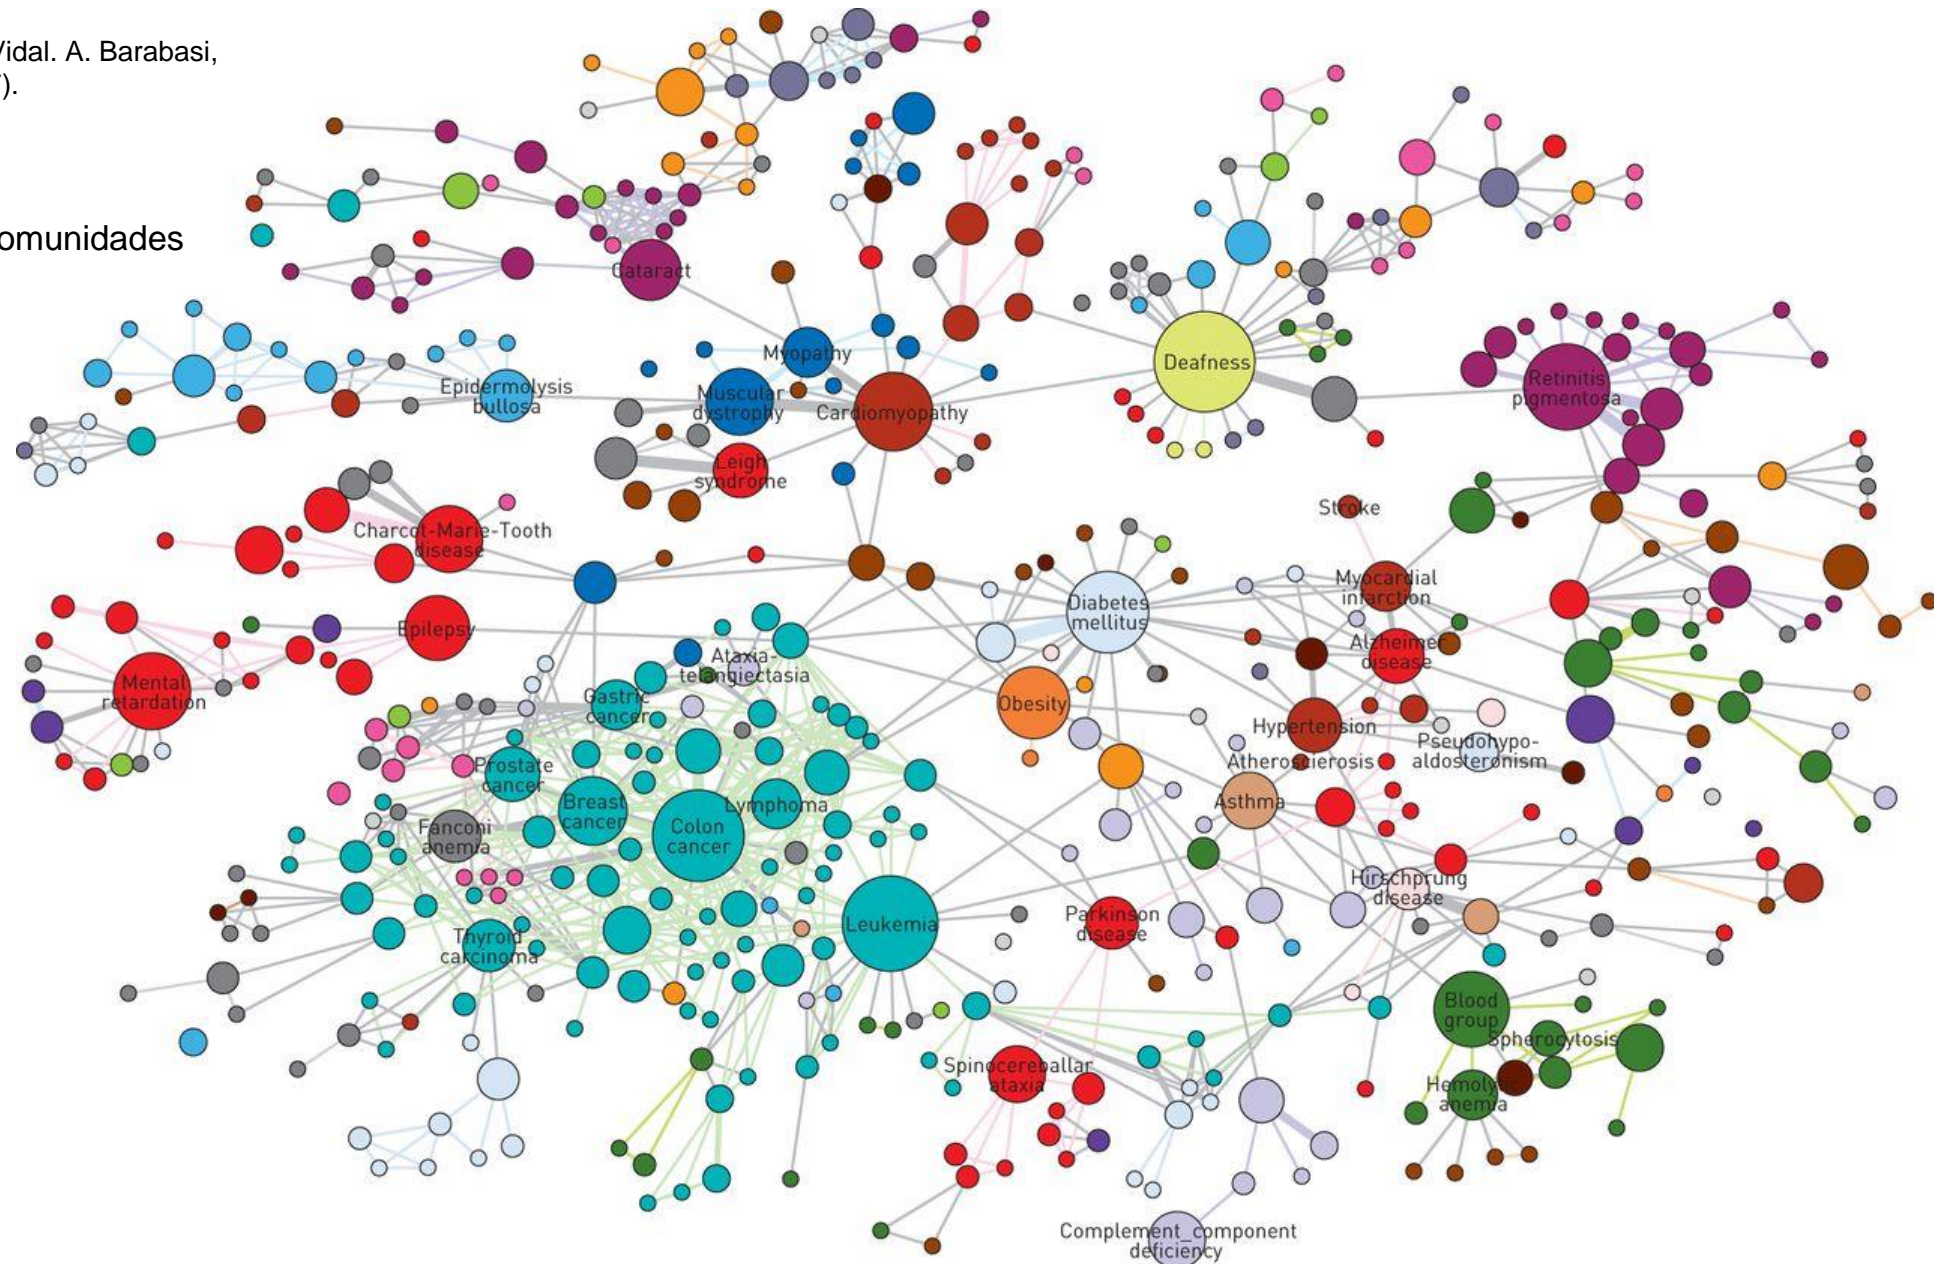 Vidal. A. Barabasi,
7).
omunidades
Cataract
Myopathy
Deafness
Epidermolysis
bullosa
Muscular
dystrophy
Cardiomyopathy
Retinitis
pigmentosa
Leigh
syndrome
Stroke
Charcot-Marie-Tooth
disease
Myocardial
infarction
Diabetes
mellitus
Epilepsy
Alzheimer
disease
Ataxia-
telangiectasia
Mental
retardation
Gastric
cancer
Obesity
Hypertension
Pseudohypo-
aldosteronism
Atherosclerosis
Prostate
cancer
Breast
cancer
Lymphoma
Asthma
Fanconi
anemia
Colon
cancer
Hirschprung
disease
Parkinson
disease
Leukemia
Thyroid
carcinoma
Blood
group
Spherocytosis
Spinocereballar
ataxia
Hemolytic
anemia
Complement_component
deficiency